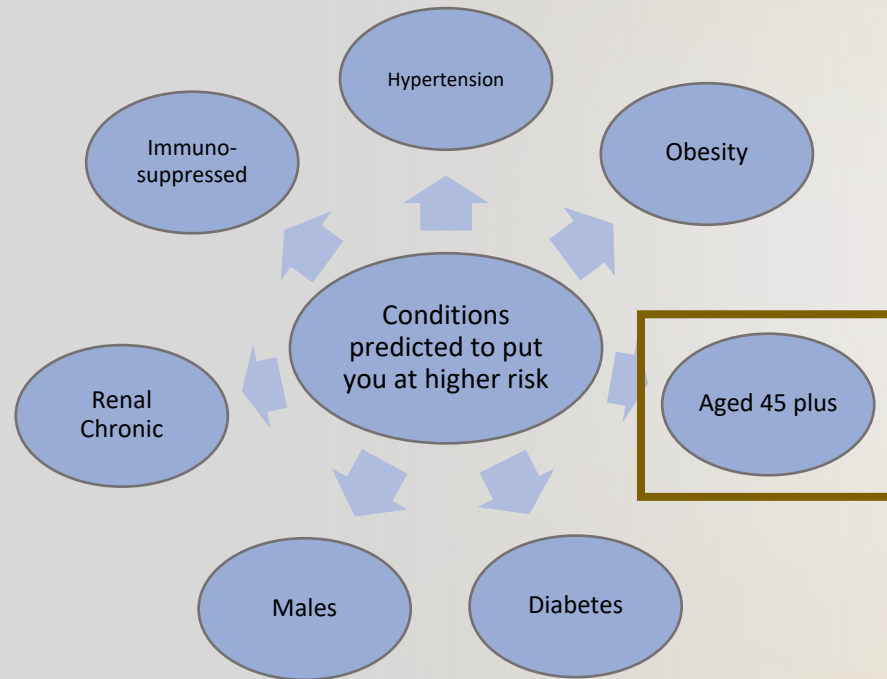 Hypertension
Immuno-
suppressed
Obesity
Conditions
predicted to put
you at higher risk
Renal
Chronic
Aged 45 plus
Males
Diabetes